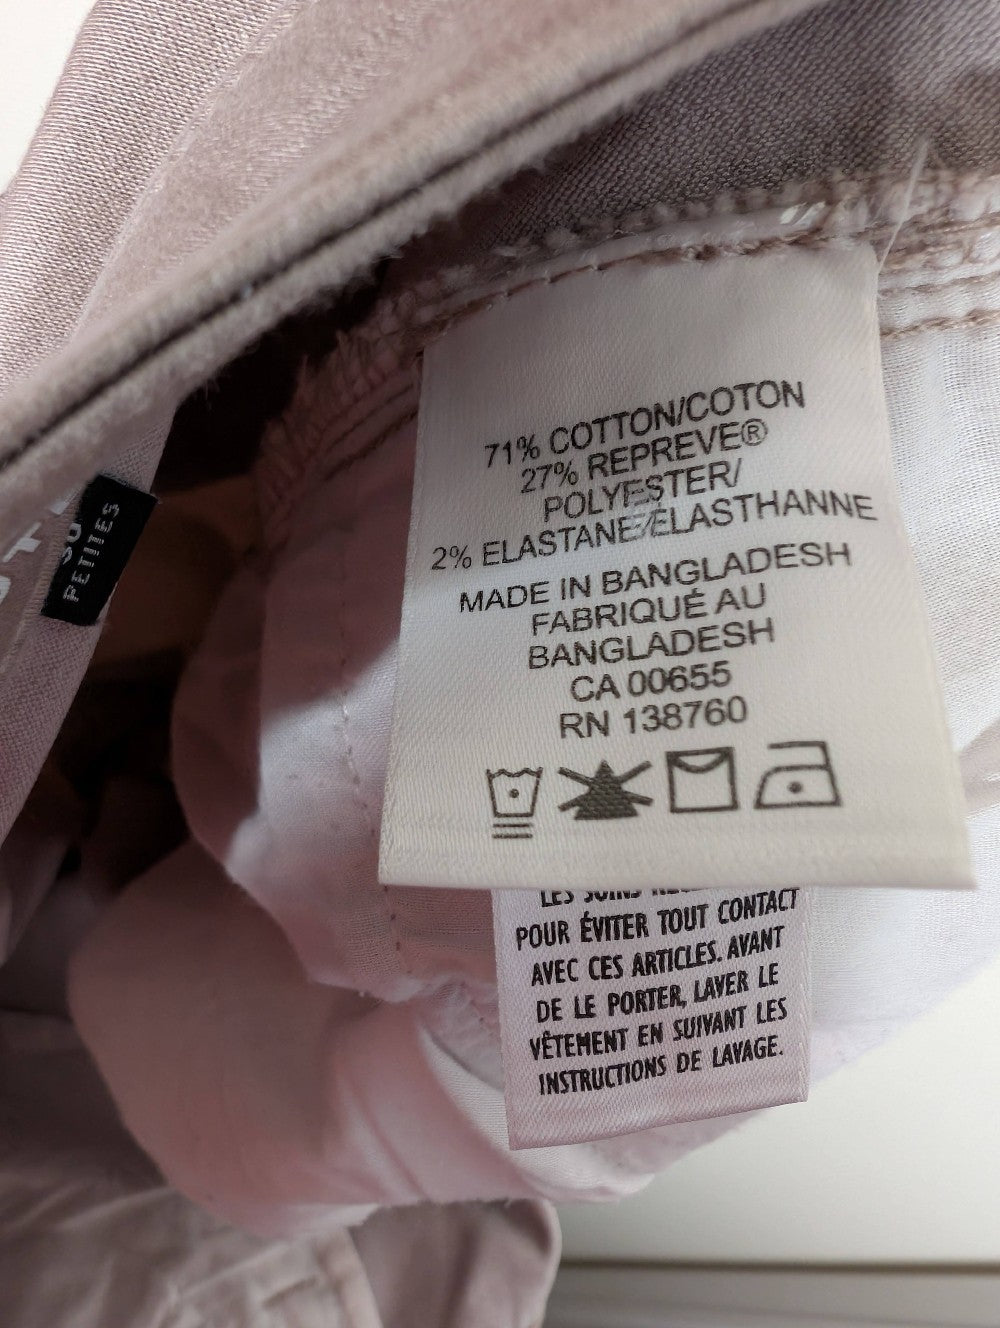 71% COTTON/COTON
27% REPREVE®
POLYESTER/
2% ELASTANE/ÉLASTHANNE
MADE IN BANGLADESH
FABRIQUÉ AU
BANGLADESH
CA 00655
RN 138760
POUR ÉVITER TOUT CONTACT
AVEC CES ARTICLES. AVANT
DE LE PORTER, LAVER LE
VÊTEMENT EN SUIVANT LES
INSTRUCTIONS DE LAVAGE.
PETITE S